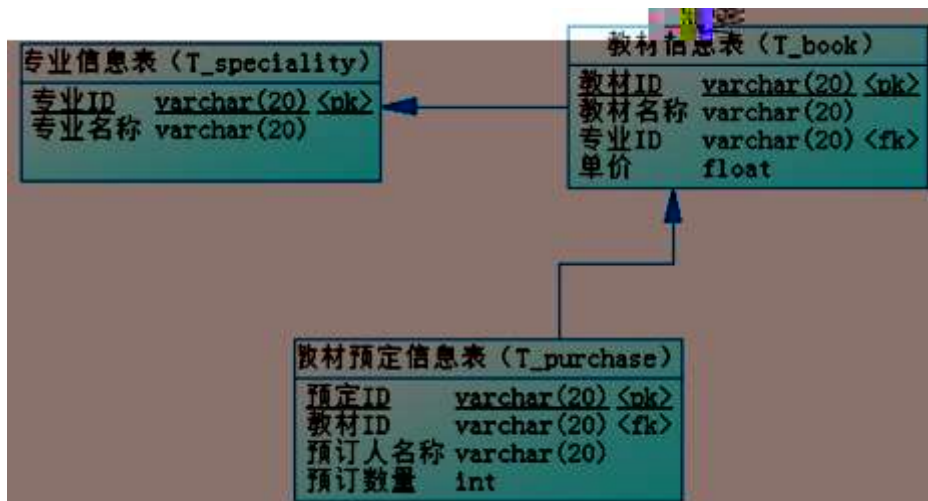 专业信息表（T_speciality）
专业ID varchar(20) <pk>
专业名称 varchar(20)
教材信息表（T_book）
教材ID varchar(20) <pk>
教材名称 varchar(20)
专业ID varchar(20) <fk>
单价 float
教材预定信息表（T_purchase）
预定ID varchar(20) <pk>
教材ID varchar(20) <fk>
预订人名称 varchar(20)
预订数量 int